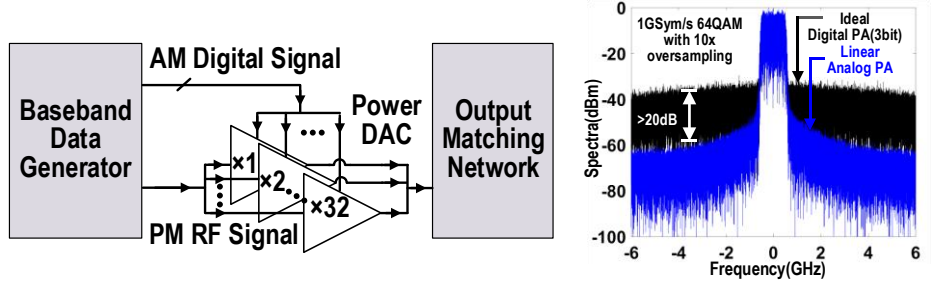 Baseband
Data
Generator
AM Digital Signal
PM RF Signal
×1
×2
×32
Power
DAC
Output
Matching
Network
Spectra(dBm)
-20
-40
-60
-80
-100
1GSym/s 64QAM
with 10x
oversampling
Ideal
Digital PA(3bit)
Linear
Analog PA
>20dB
-6 -4 -2 0 2 4 6
Frequency(GHz)